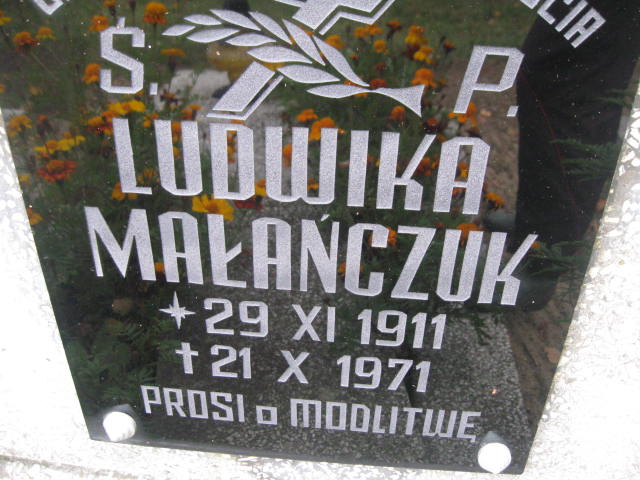 Ś. P.
LUDWIKA
MAŁAŃCZUK
* 29 XI 1911
† 21 X 1971
PROSI o MODLITWĘ